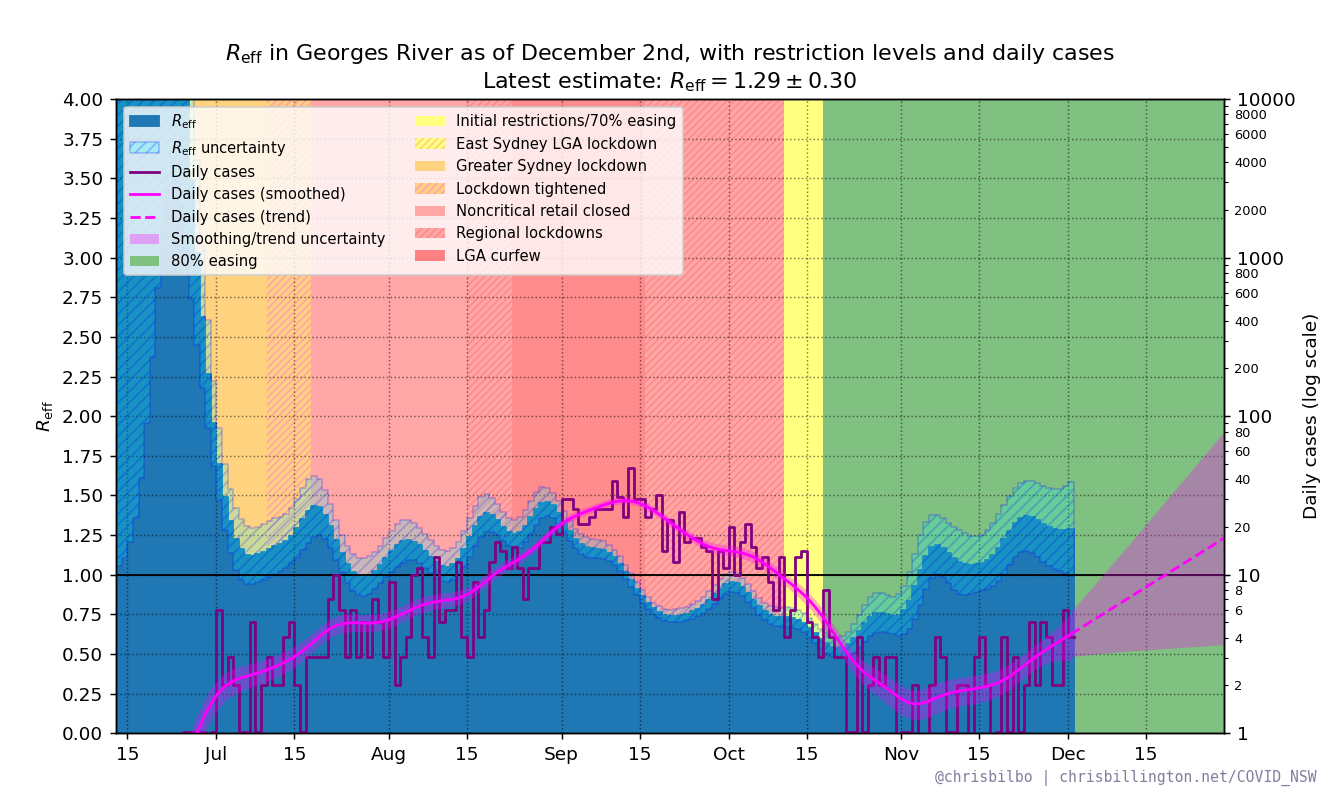 Reff in Georges River as of December 2nd, with restriction levels and daily cases
Latest estimate: Reff = 1.29 ± 0.30
Reff
Reff uncertainty
Daily cases
Daily cases (smoothed)
Daily cases (trend)
Smoothing/trend uncertainty
80% easing
Initial restrictions/70% easing
East Sydney LGA lockdown
Greater Sydney lockdown
Lockdown tightened
Noncritical retail closed
Regional lockdowns
LGA curfew
4.00
3.75
3.50
3.25
3.00
2.75
2.50
2.25
2.00
1.75
1.50
1.25
1.00
0.75
0.50
0.25
0.00
Reff
10000
8000
6000
4000
2000
1000
800
600
400
200
100
80
60
40
20
10
8
6
4
2
1
Daily cases (log scale)
15 Jul 15 Aug 15 Sep 15 Oct 15 Nov 15 Dec 15
@chrisbilbo | chrisbillington.net/COVID_NSW